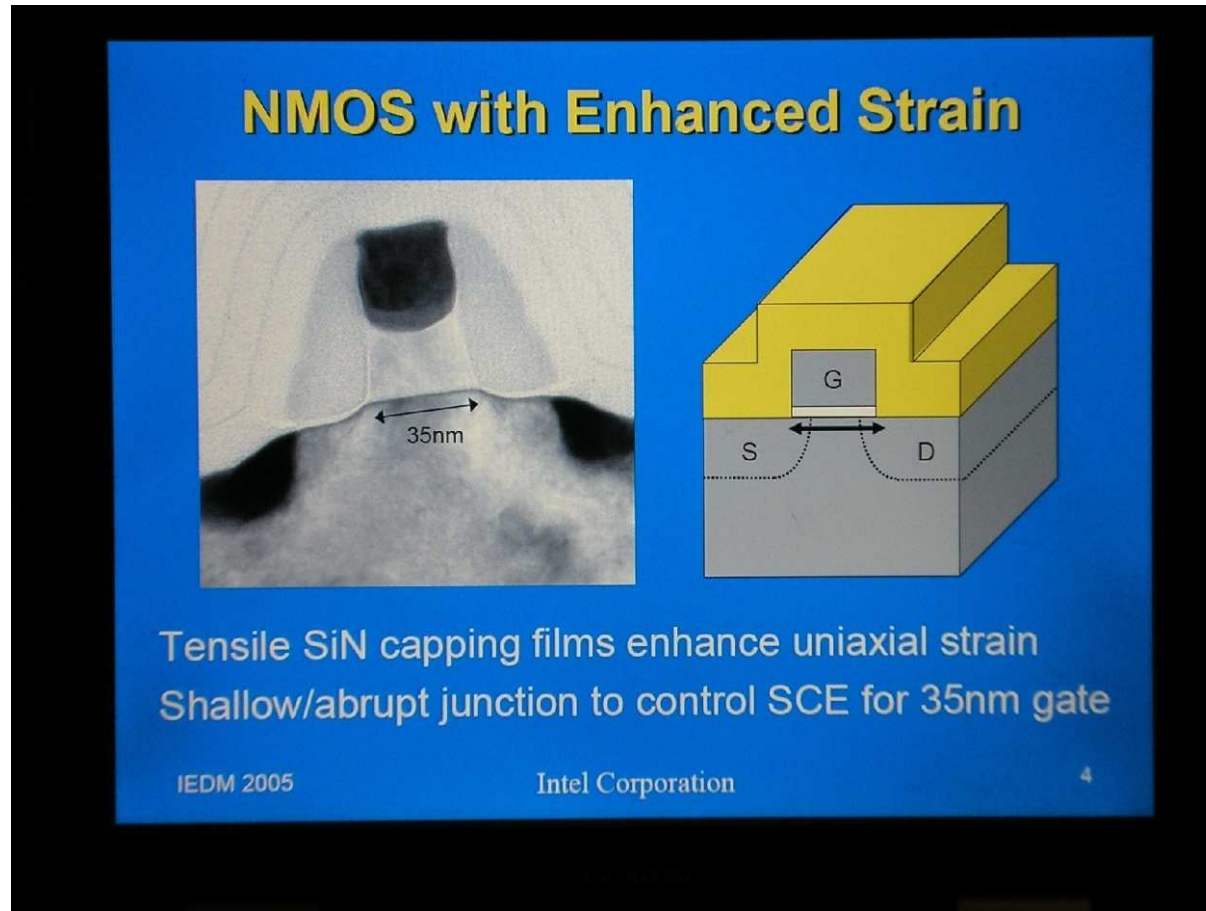 NMOS with Enhanced Strain
35nm
G
S
D
Tensile SiN capping films enhance uniaxial strain
Shallow/abrupt junction to control SCE for 35nm gate
IEDM 2005
Intel Corporation
4